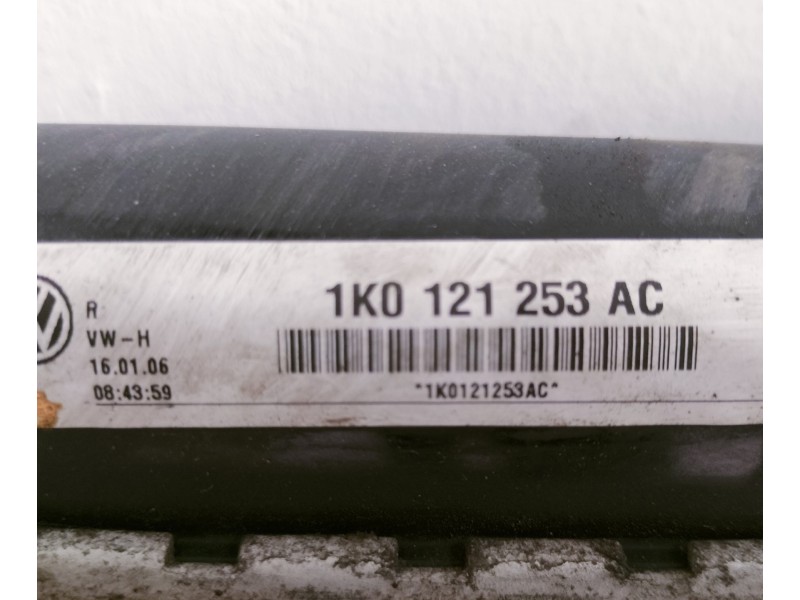 R
VW-H
16.01.06
08:43:59
1K0 121 253 AC
*1K0121253AC*